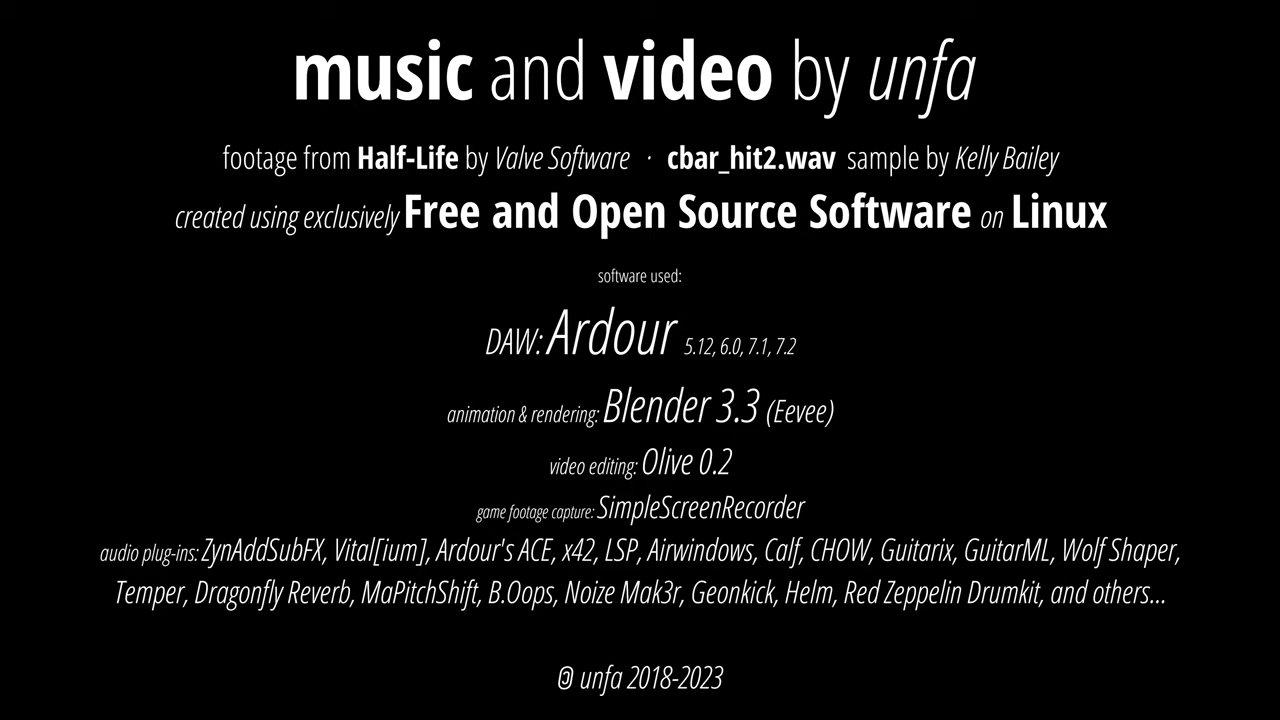 music and video by unfa
footage from Half-Life by Valve Software · cbar_hit2.wav sample by Kelly Bailey
created using exclusively Free and Open Source Software on Linux
software used:
DAW: Ardour 5.12, 6.0, 7.1, 7.2
animation & rendering: Blender 3.3 (Eevee)
video editing: Olive 0.2
game footage capture: SimpleScreenRecorder
audio plug-ins: ZynAddSubFX, Vital[ium], Ardour's ACE, x42, LSP, Airwindows, Calf, CHOW, Guitarix, GuitarML, Wolf Shaper,
Temper, Dragonfly Reverb, MaPitchShift, B.Oops, Noize Mak3r, Geonkick, Helm, Red Zeppelin Drumkit, and others...
🄯 unfa 2018-2023